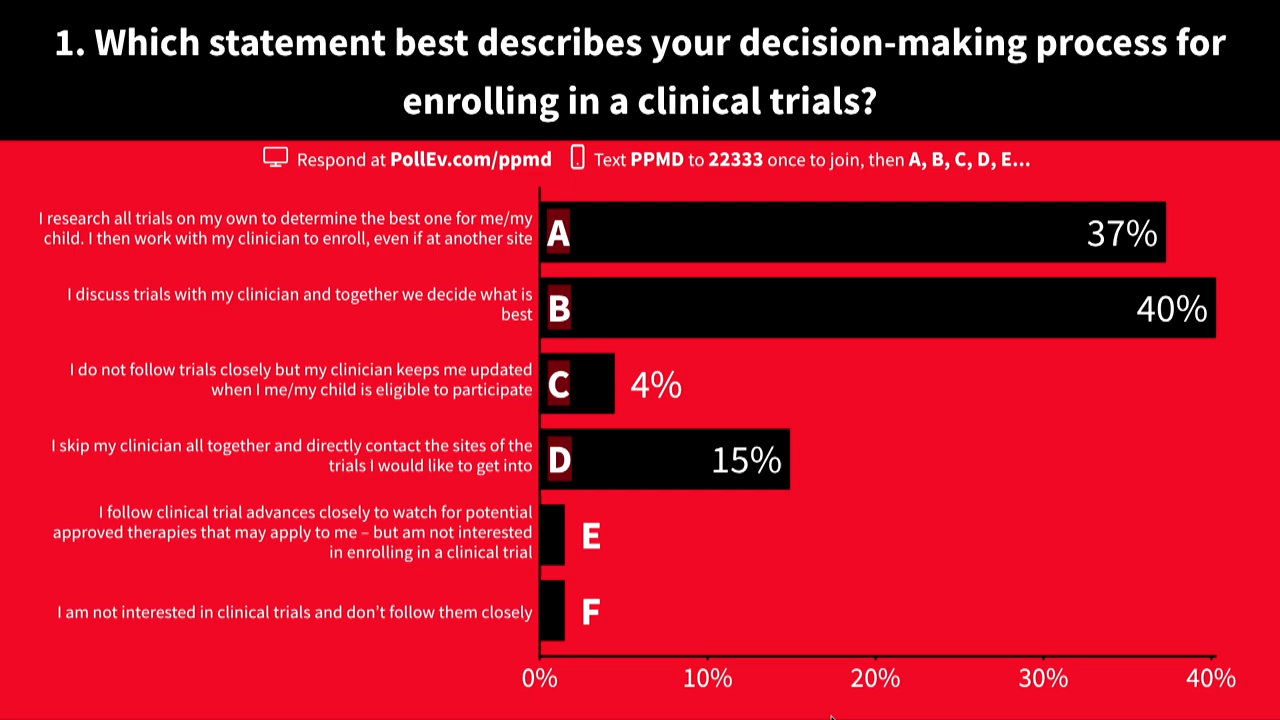 1. Which statement best describes your decision-making process for
enrolling in a clinical trials?
Respond at PollEv.com/ppmd Text PPMD to 22333 once to join, then A, B, C, D, E...
I research all trials on my own to determine the best one for me/my
child. I then work with my clinician to enroll, even if at another site
A 37%
I discuss trials with my clinician and together we decide what is
best
B 40%
I do not follow trials closely but my clinician keeps me updated
when I me/my child is eligible to participate
C 4%
I skip my clinician all together and directly contact the sites of the
trials I would like to get into
D 15%
I follow clinical trial advances closely to watch for potential
approved therapies that may apply to me – but am not interested
in enrolling in a clinical trial
E
I am not interested in clinical trials and don’t follow them closely
F
0% 10% 20% 30% 40%